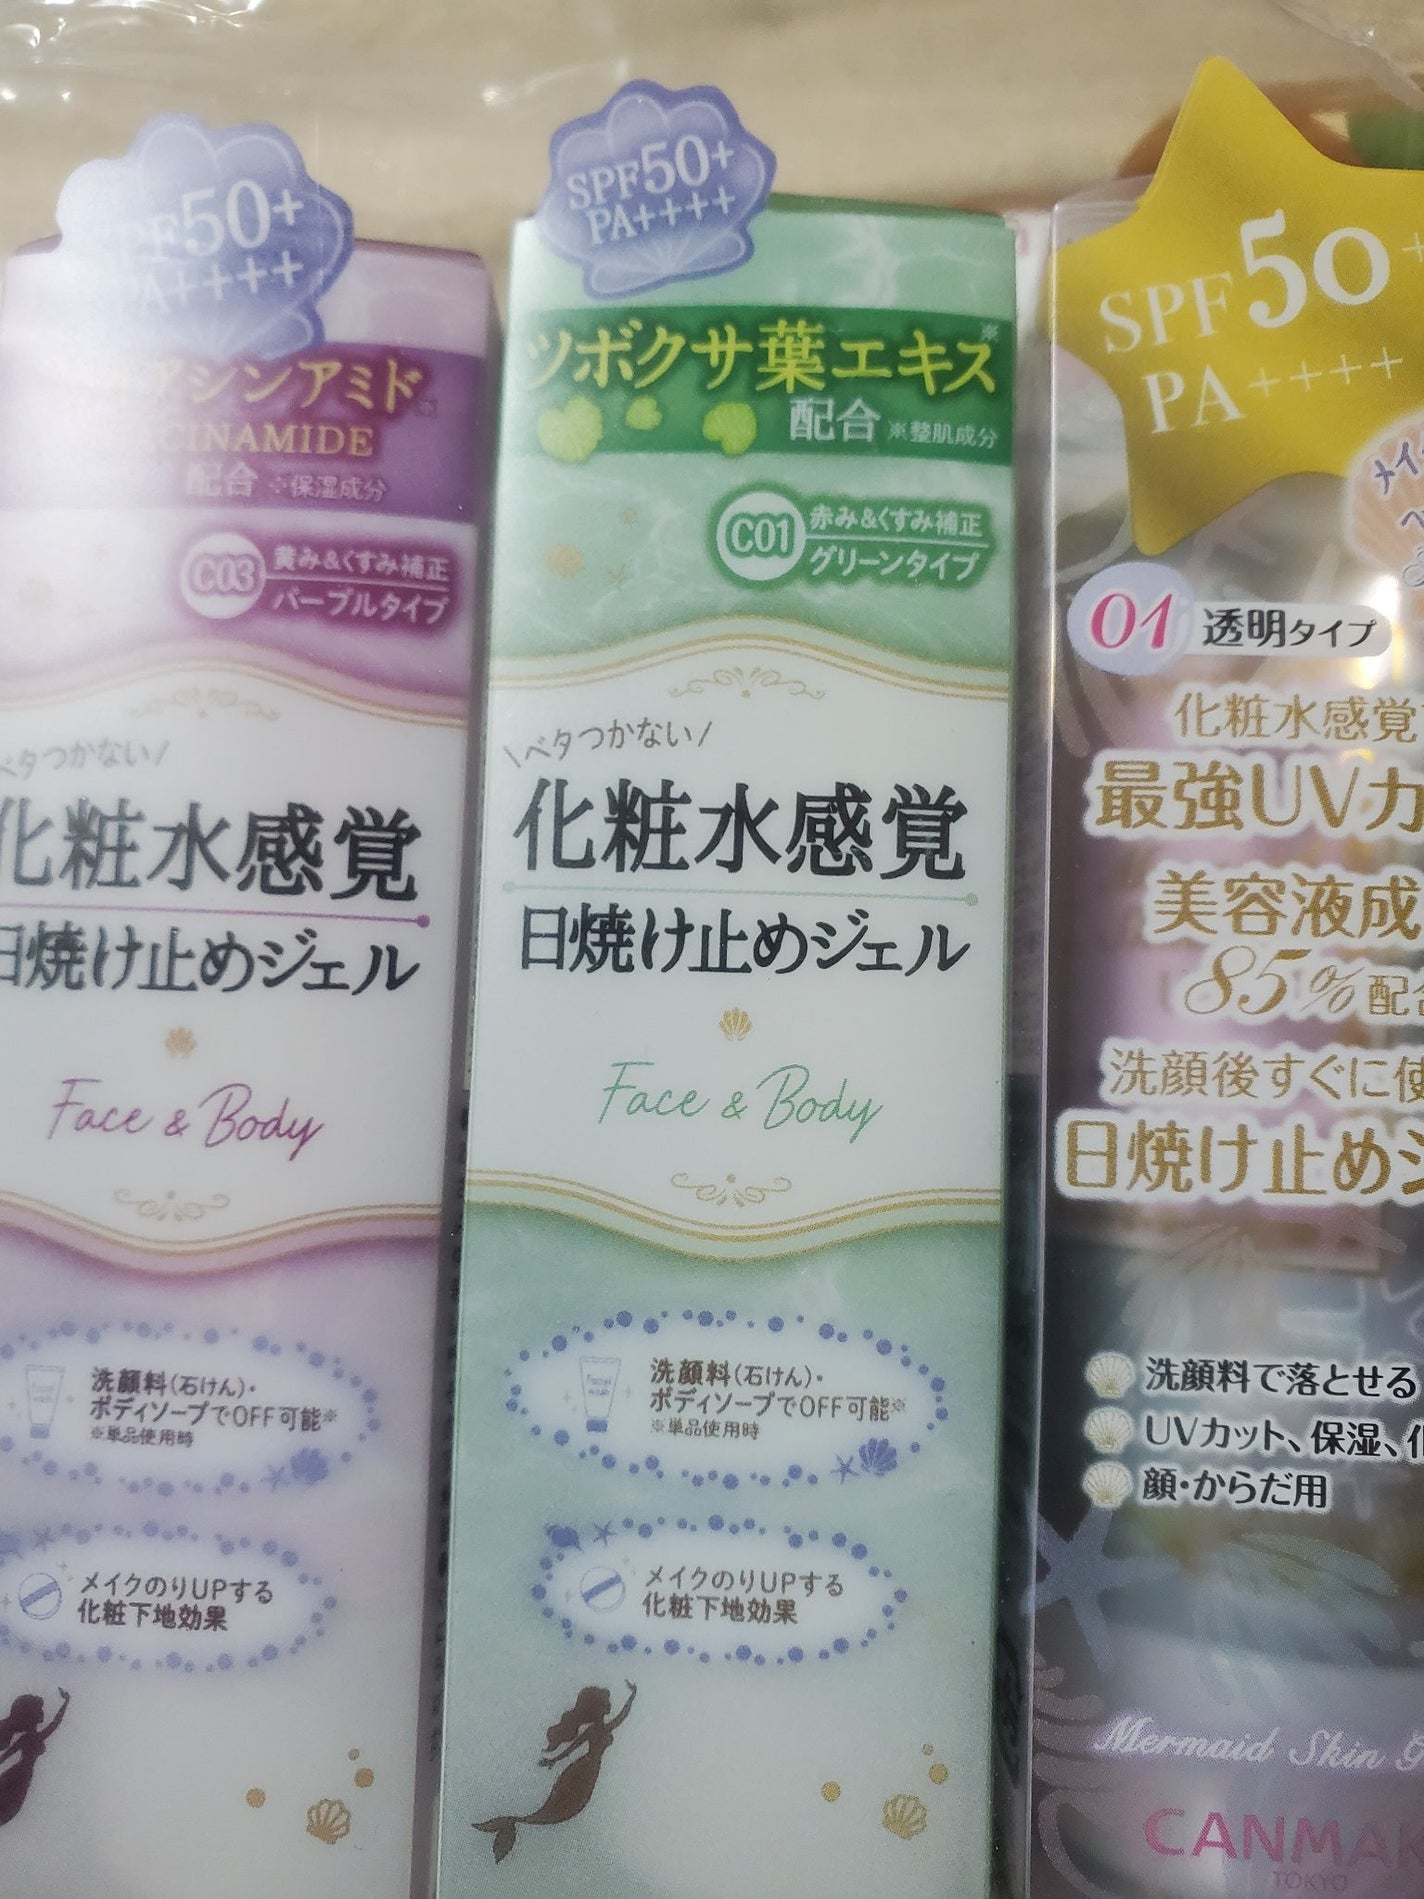 50+
PA++++
アシンアミド
CINAMIDE
配合 ※保湿成分
C03 黄み&くすみ補正
パープルタイプ
ベタつかない/
化粧水感覚
日焼け止めジェル
Face & Body
洗顔料(石けん)・
ボディソープでOFF可能※
※単品使用時
メイクのりUPする
化粧下地効果
SPF50+
PA++++
ツボクサ葉エキス※
配合 ※整肌成分
C01 赤み&くすみ補正
グリーンタイプ
\ベタつかない/
化粧水感覚
日焼け止めジェル
Face & Body
洗顔料(石けん)・
ボディソープでOFF可能※
※単品使用時
メイクのりUPする
化粧下地効果
SPF50+
PA++++
メイ
01 透明タイプ
化粧水感覚
最強UVカ
美容液成
85%配合
洗顔後すぐに使
日焼け止めジ
洗顔料で落とせる
UVカット、保湿、化
顔・からだ用
Mermaid Skin G
CANMAK
TOKYO